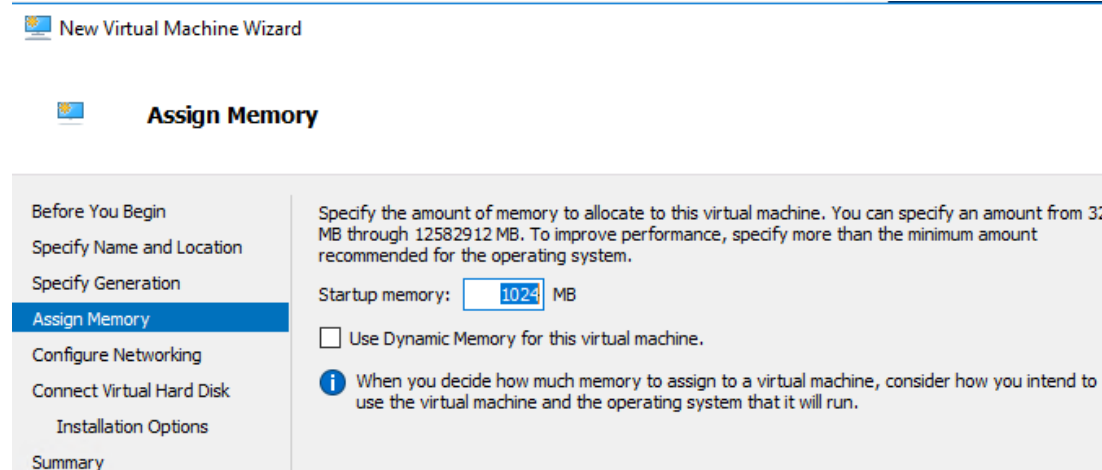 New Virtual Machine Wizard
Assign Memory
Before You Begin
Specify Name and Location
Specify Generation
Assign Memory
Configure Networking
Connect Virtual Hard Disk
Installation Options
Summary
Specify the amount of memory to allocate to this virtual machine. You can specify an amount from 32
MB through 12582912 MB. To improve performance, specify more than the minimum amount
recommended for the operating system.
Startup memory: 1024 MB
Use Dynamic Memory for this virtual machine.
When you decide how much memory to assign to a virtual machine, consider how you intend to
use the virtual machine and the operating system that it will run.